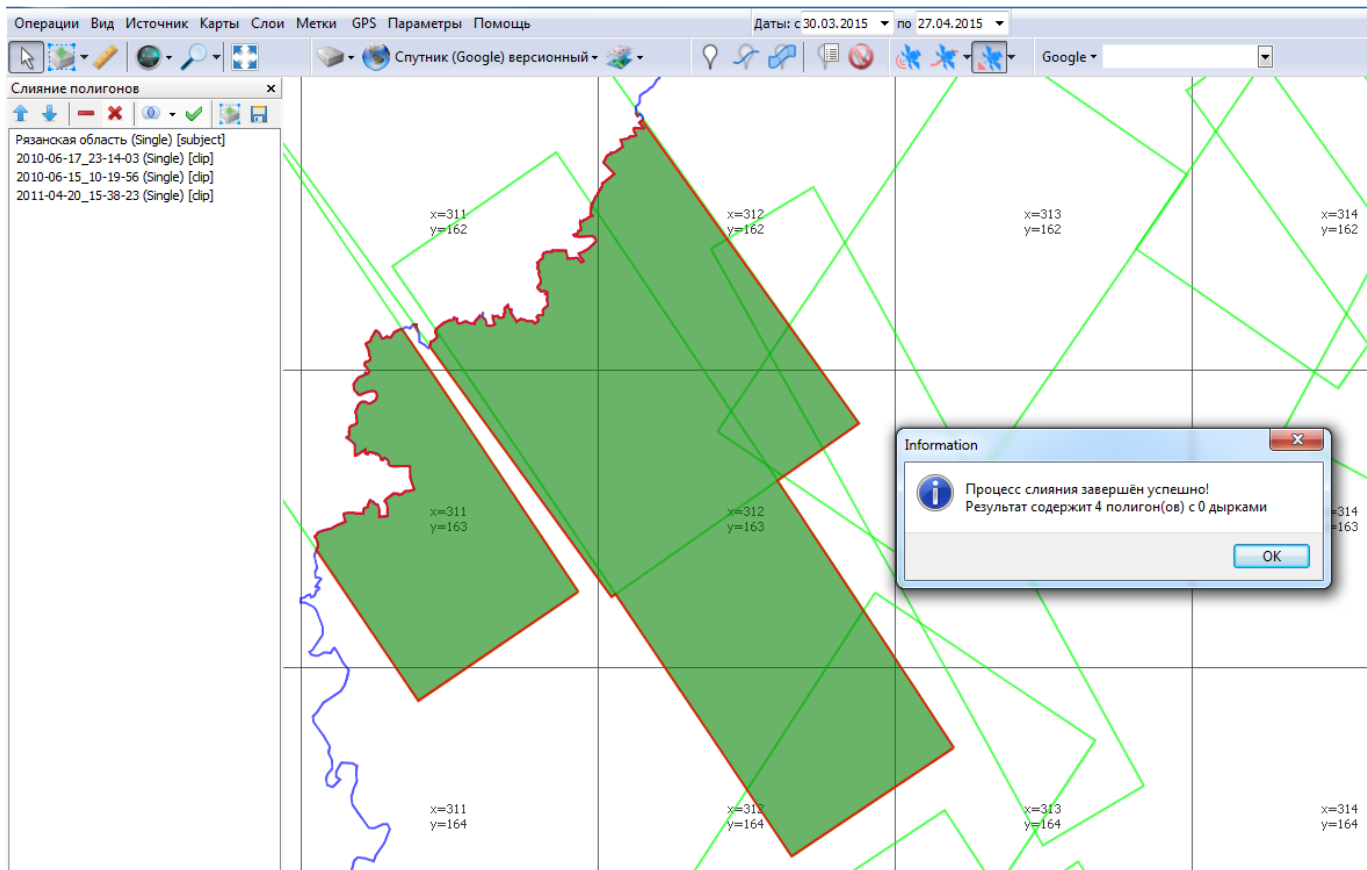 Операции Вид Источник Карты Слои Метки GPS Параметры Помощь
Даты: с 30.03.2015 по 27.04.2015
Спутник (Google) версионный
Google
Слияние полигонов
Рязанская область (Single) [subject]
2010-06-17_23-14-03 (Single) [clip]
2010-06-15_10-19-56 (Single) [clip]
2011-04-20_15-38-23 (Single) [clip]
x=311
y=162
x=312
y=162
x=313
y=162
x=314
y=162
x=311
y=163
x=312
y=163
=314
=163
Information
Процесс слияния завершён успешно!
Результат содержит 4 полигон(ов) с 0 дырками
OK
x=311
y=164
x=312
y=164
x=313
y=164
x=314
y=164